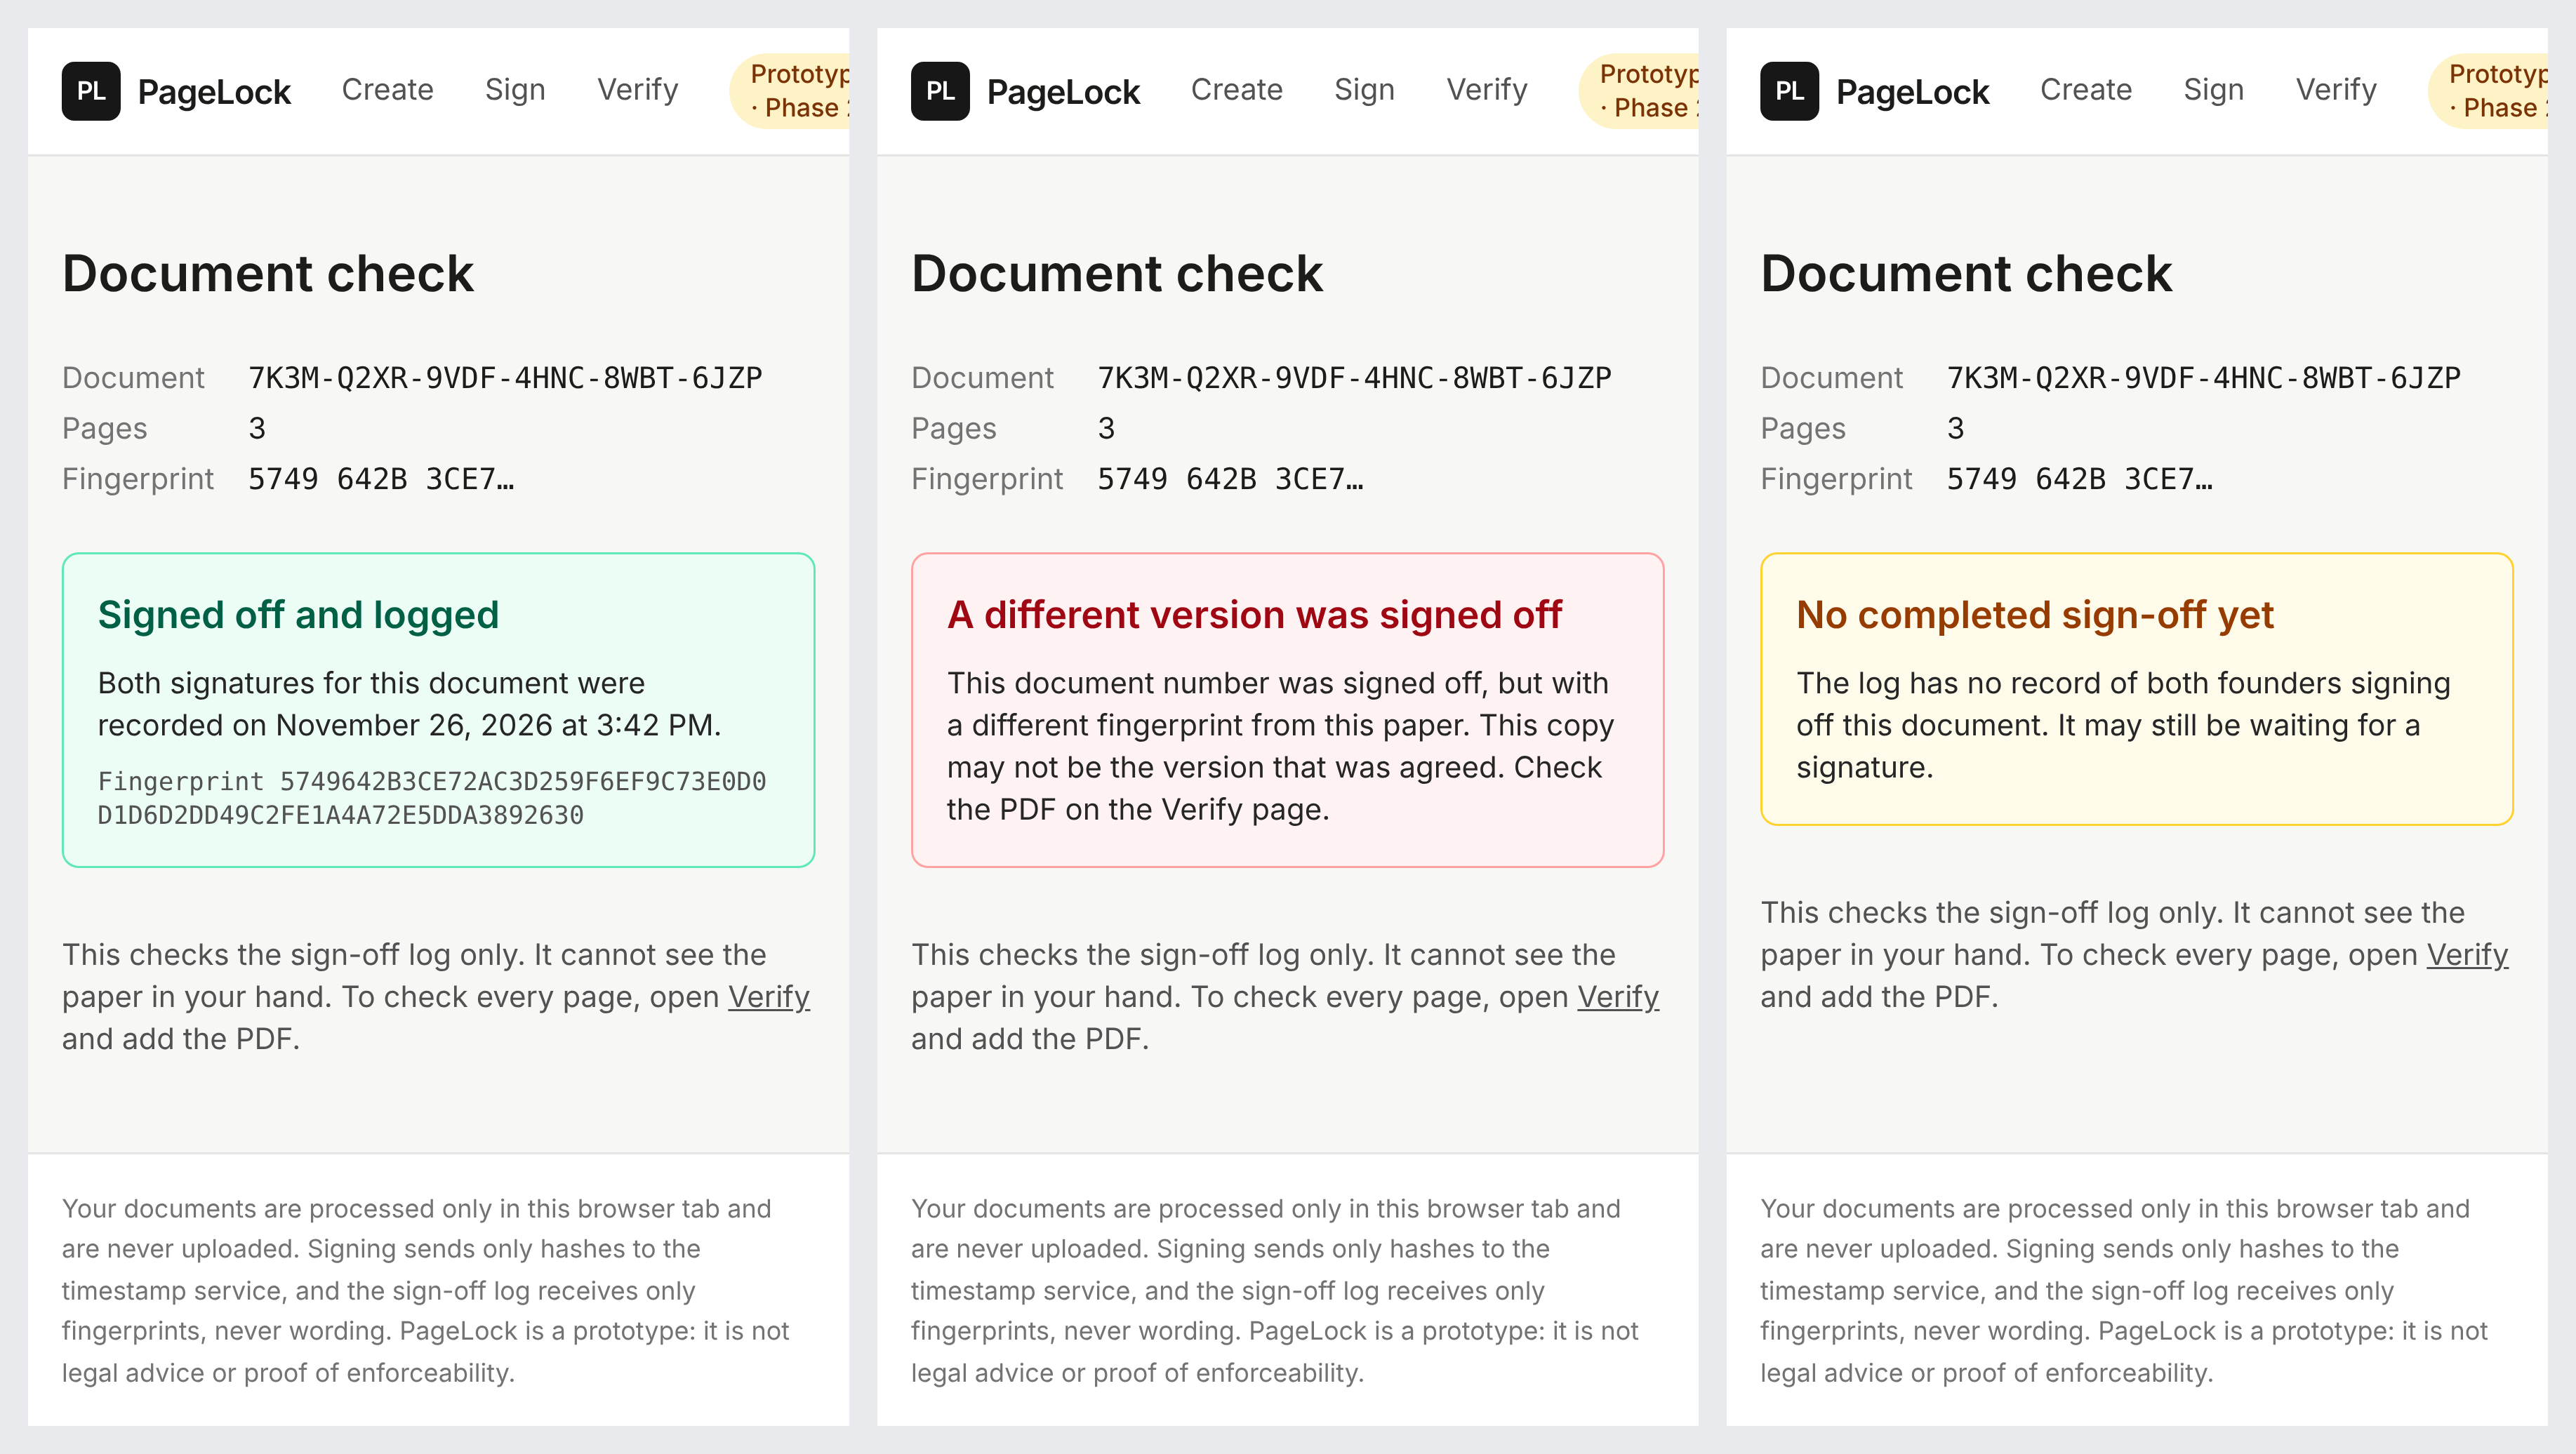 PL PageLock Create Sign Verify
· Phase
Document check
Document 7K3M-Q2XR-9VDF-4HNC-8WBT-6JZP
Pages 3
Fingerprint 5749 642B 3CE7…
Signed off and logged
Both signatures for this document were
recorded on November 26, 2026 at 3:42 PM.
Fingerprint 5749642B3CE72AC3D259F6EF9C73E0D0
D1D6D2DD49C2FE1A4A72E5DDA3892630
This checks the sign-off log only. It cannot see the
paper in your hand. To check every page, open Verify
and add the PDF.
Your documents are processed only in this browser tab and
are never uploaded. Signing sends only hashes to the
timestamp service, and the sign-off log receives only
fingerprints, never wording. PageLock is a prototype: it is not
legal advice or proof of enforceability.
PL PageLock Create Sign Verify
· Phase
Document check
Document 7K3M-Q2XR-9VDF-4HNC-8WBT-6JZP
Pages 3
Fingerprint 5749 642B 3CE7…
A different version was signed off
This document number was signed off, but with
a different fingerprint from this paper. This copy
may not be the version that was agreed. Check
the PDF on the Verify page.
This checks the sign-off log only. It cannot see the
paper in your hand. To check every page, open Verify
and add the PDF.
Your documents are processed only in this browser tab and
are never uploaded. Signing sends only hashes to the
timestamp service, and the sign-off log receives only
fingerprints, never wording. PageLock is a prototype: it is not
legal advice or proof of enforceability.
PL PageLock Create Sign Verify
· Phase
Document check
Document 7K3M-Q2XR-9VDF-4HNC-8WBT-6JZP
Pages 3
Fingerprint 5749 642B 3CE7…
No completed sign-off yet
The log has no record of both founders signing
off this document. It may still be waiting for a
signature.
This checks the sign-off log only. It cannot see the
paper in your hand. To check every page, open Verify
and add the PDF.
Your documents are processed only in this browser tab and
are never uploaded. Signing sends only hashes to the
timestamp service, and the sign-off log receives only
fingerprints, never wording. PageLock is a prototype: it is not
legal advice or proof of enforceability.